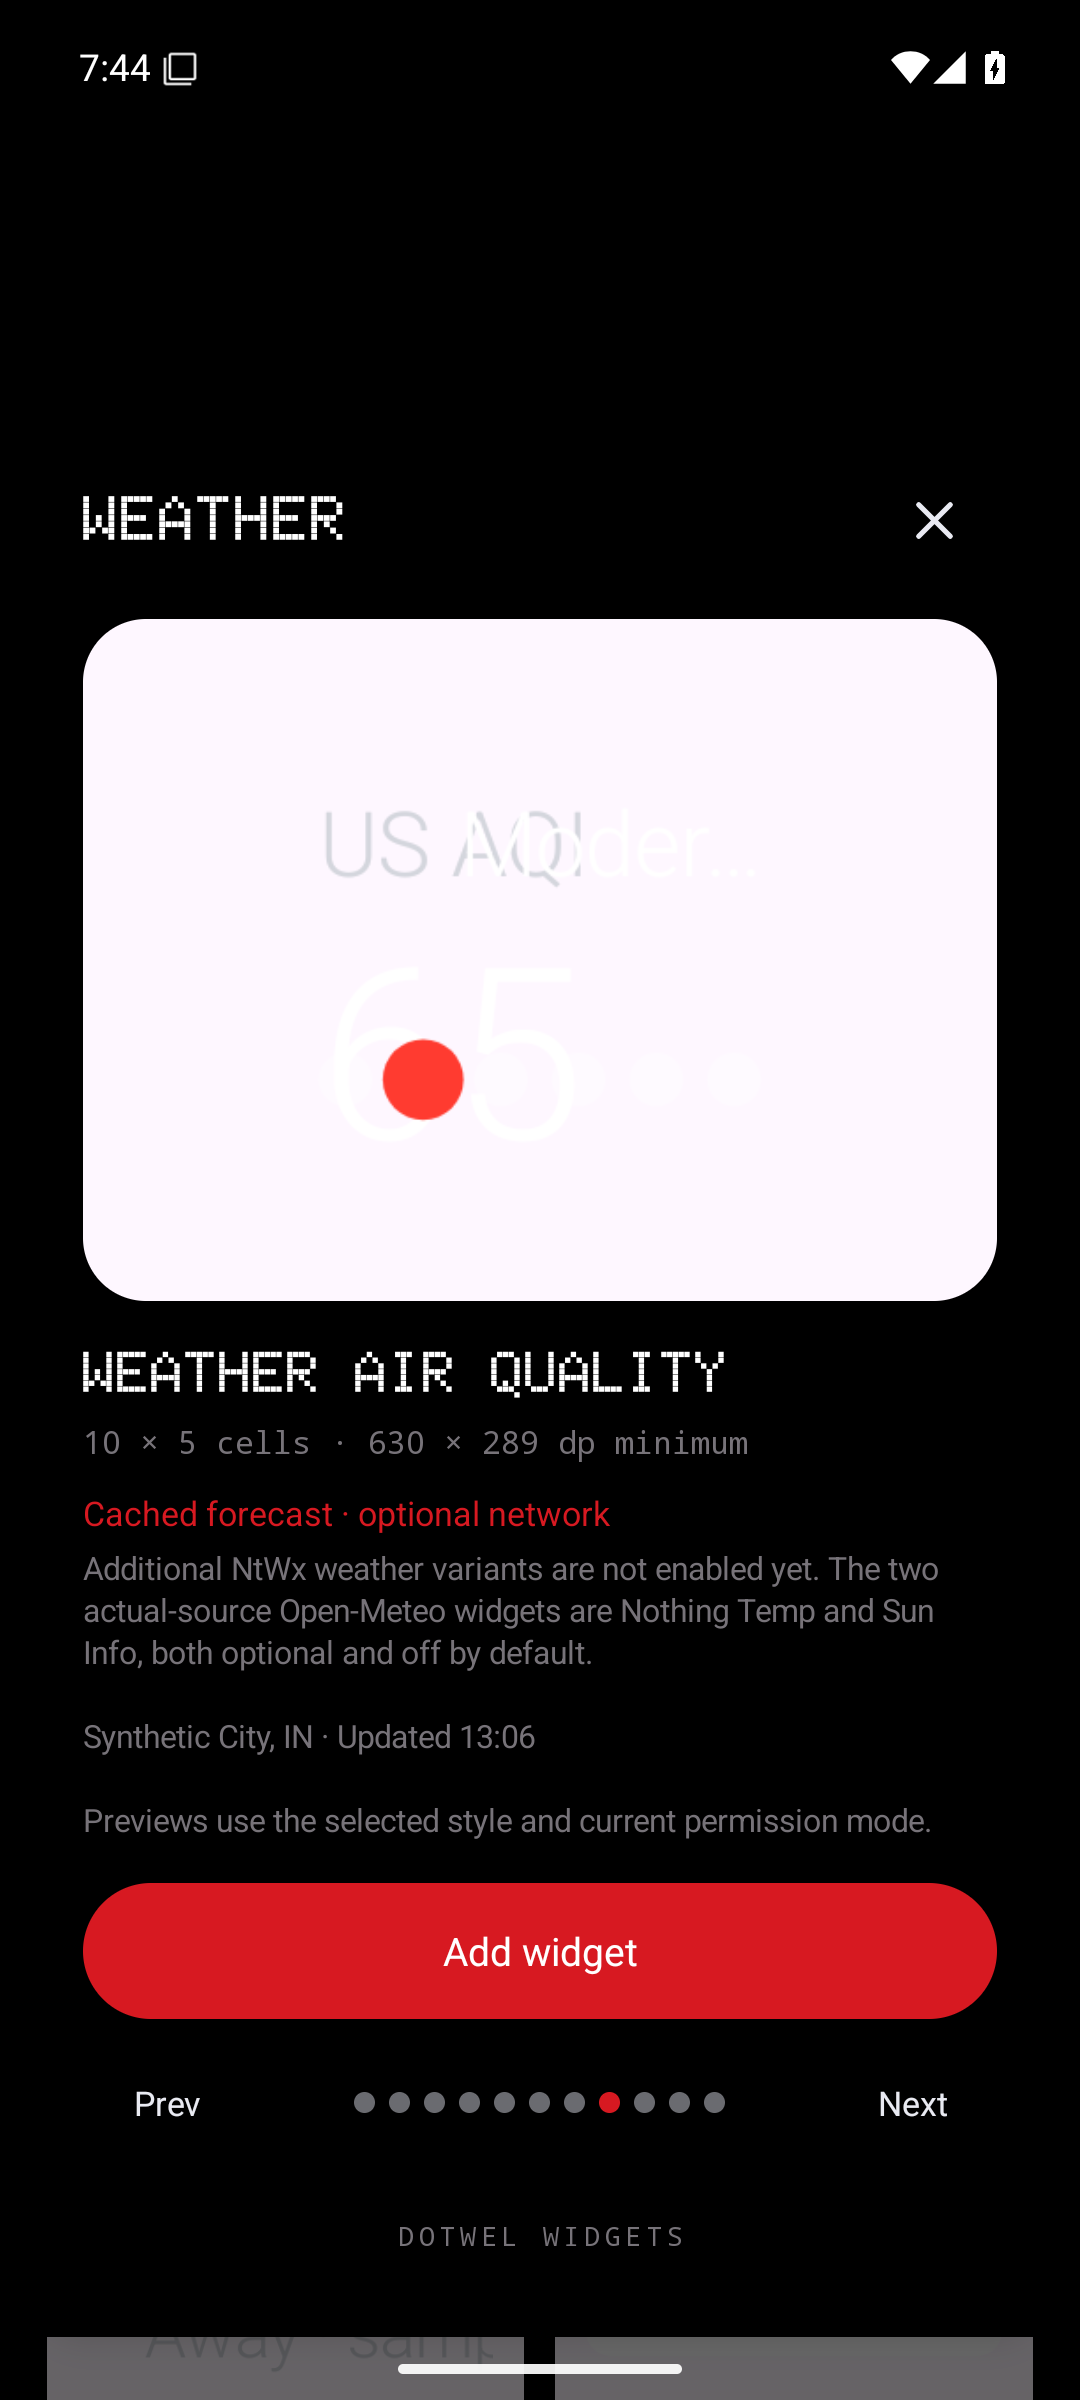 7:44
WEATHER
US AQI Moder...
65
WEATHER AIR QUALITY
10 × 5 cells · 630 × 289 dp minimum
Cached forecast · optional network
Additional NtWx weather variants are not enabled yet. The two
actual-source Open-Meteo widgets are Nothing Temp and Sun
Info, both optional and off by default.
Synthetic City, IN · Updated 13:06
Previews use the selected style and current permission mode.
Add widget
Prev
Next
DOTWEL WIDGETS
Away